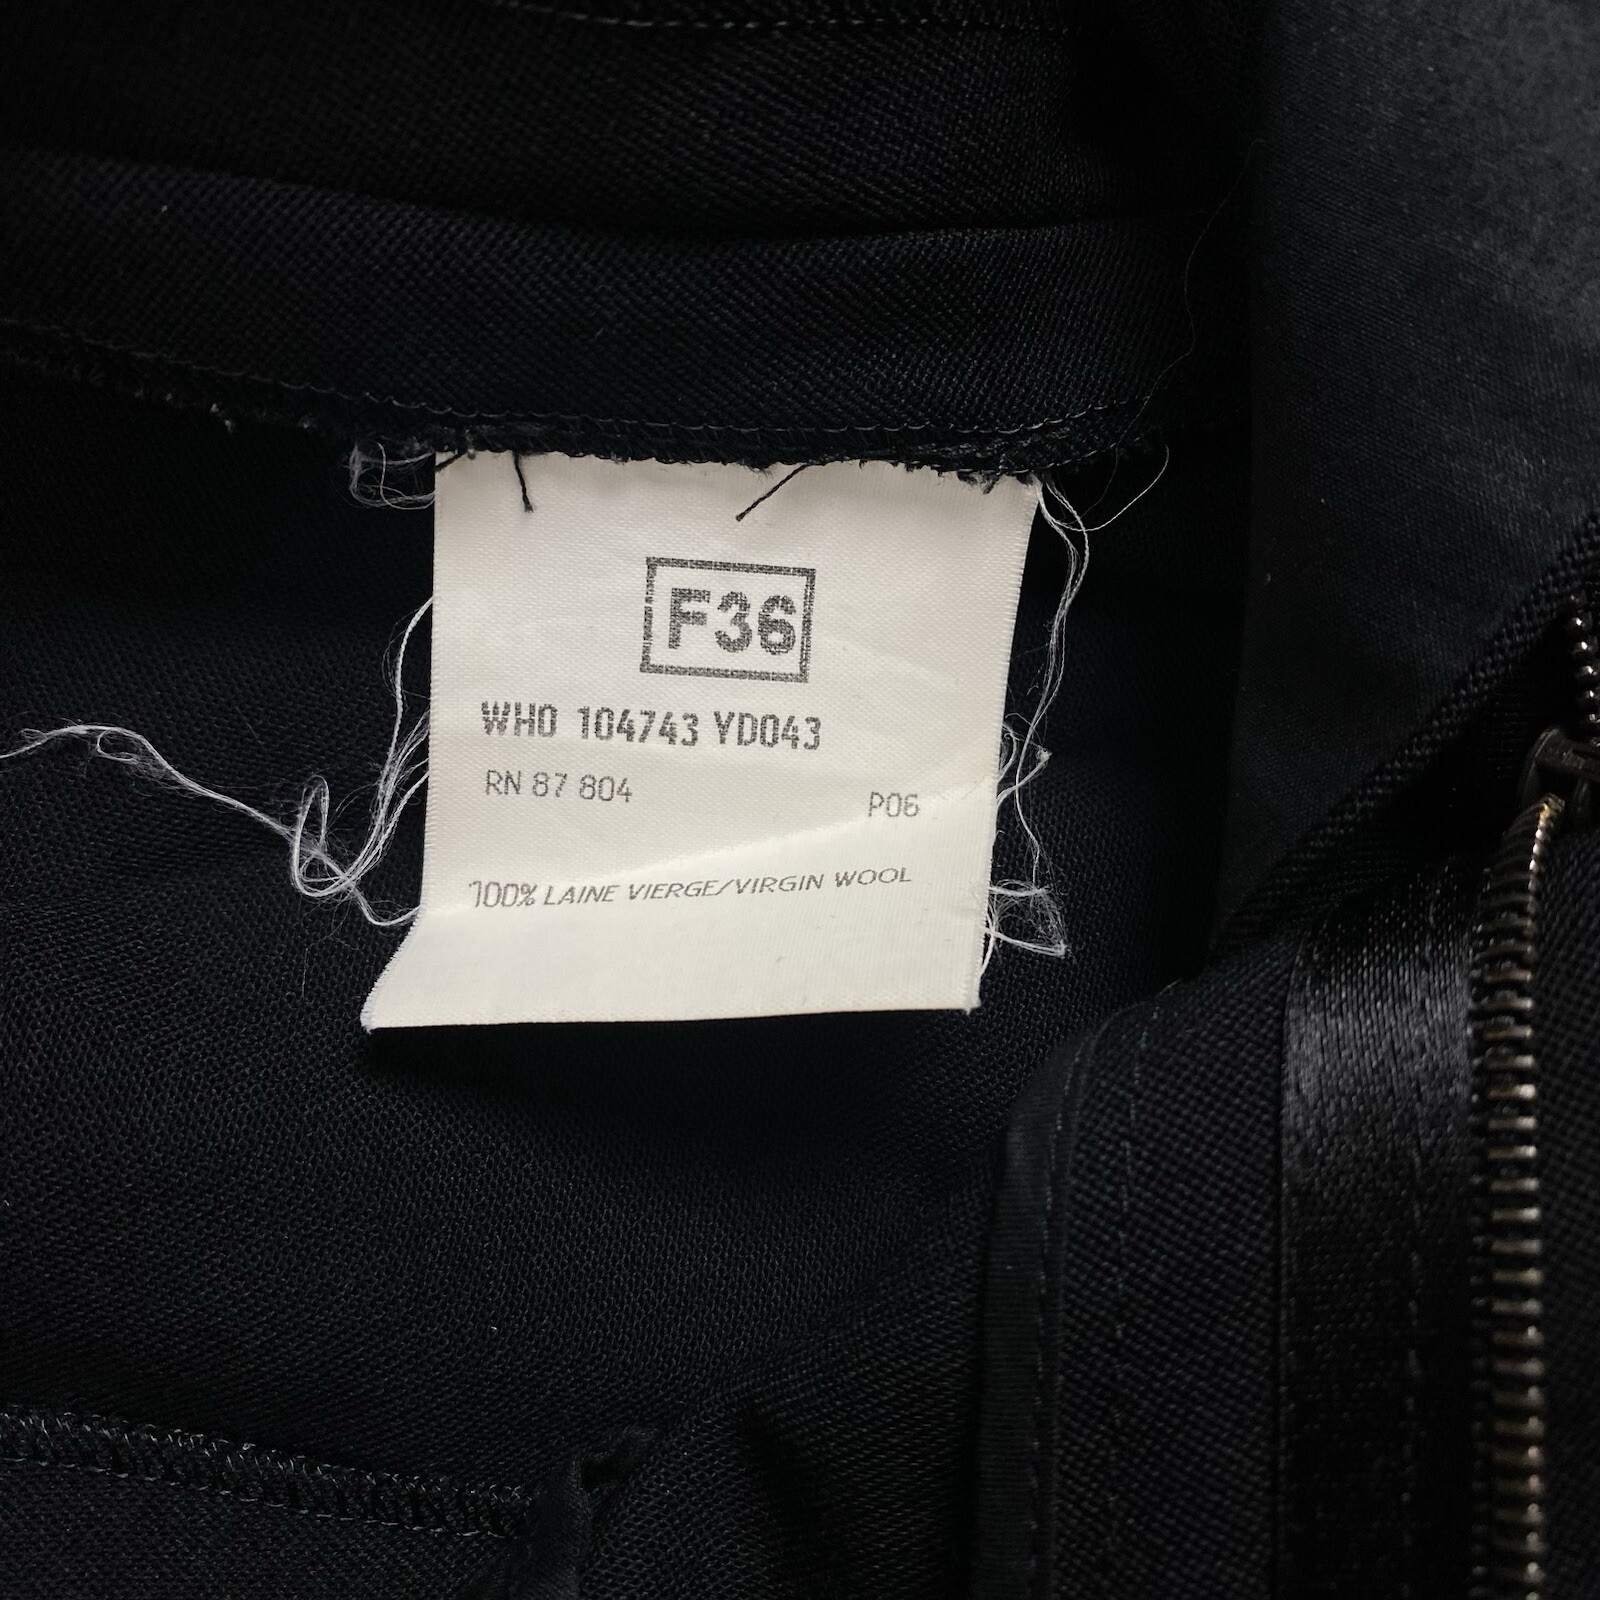 F36
WHO 104743 YD043
RN 87 804
P06
100% LAINE VIERGE/VIRGIN WOOL